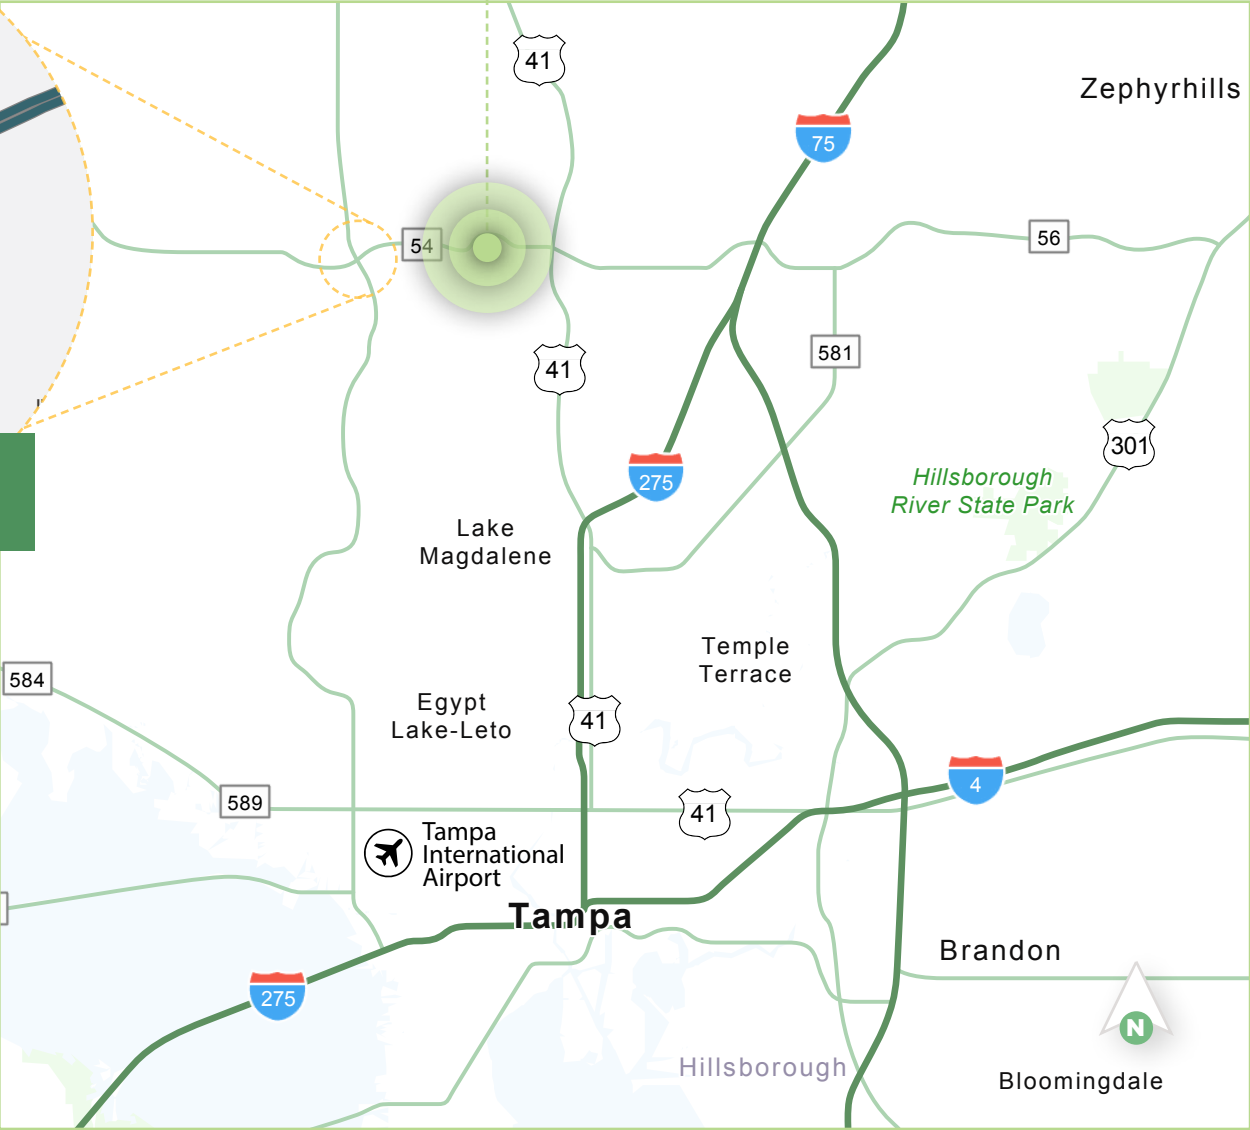 41
Zephyrhills
75
54
56
581
41
301
275
Hillsborough
River State Park
Lake
Magdalene
Temple
Terrace
584
Egypt
Lake-Leto
41
4
589
41
Tampa
International
Airport
Tampa
Brandon
275
N
Hillsborough
Bloomingdale